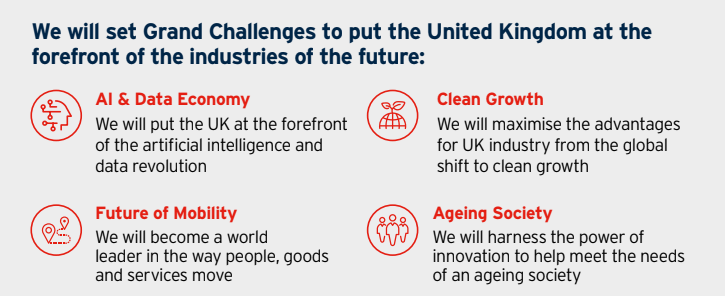 We will set Grand Challenges to put the United Kingdom at the
forefront of the industries of the future:
AI & Data Economy
We will put the UK at the forefront
of the artificial intelligence and
data revolution
Clean Growth
We will maximise the advantages
for UK industry from the global
shift to clean growth
Future of Mobility
We will become a world
leader in the way people, goods
and services move
Ageing Society
We will harness the power of
innovation to help meet the needs
of an ageing society